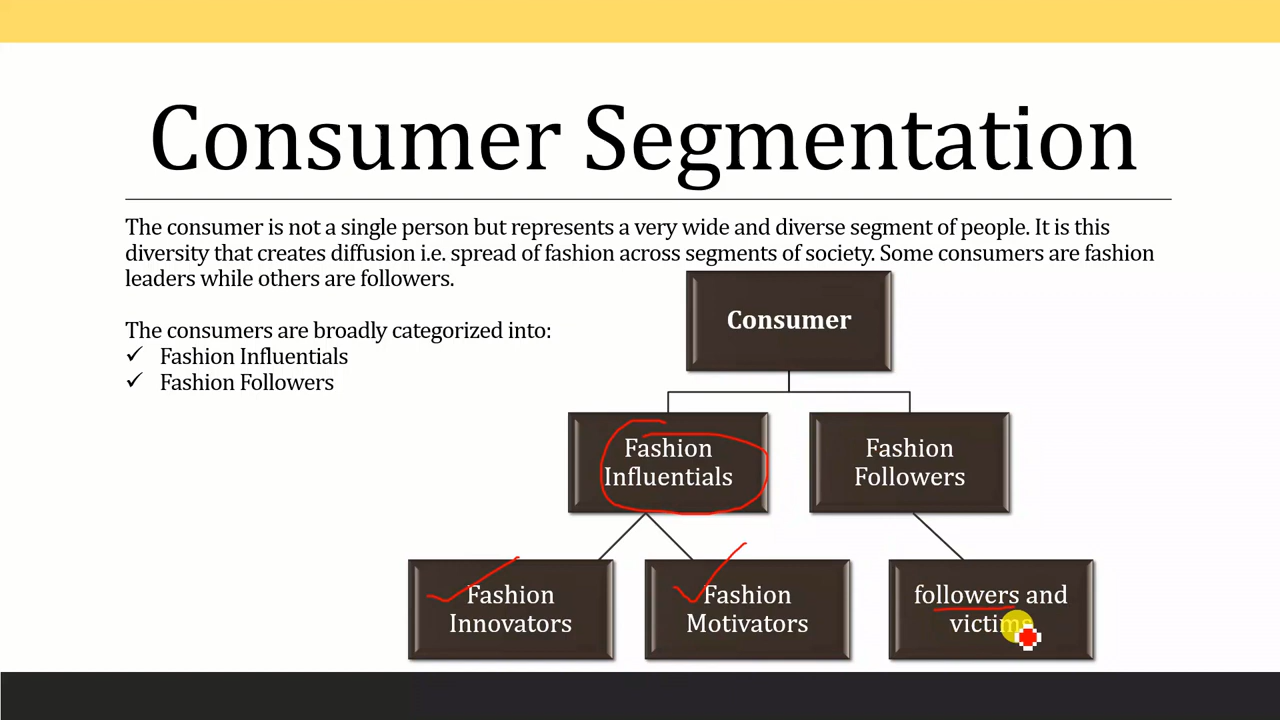 Consumer Segmentation
The consumer is not a single person but represents a very wide and diverse segment of people. It is this
diversity that creates diffusion i.e. spread of fashion across segments of society. Some consumers are fashion
leaders while others are followers.
The consumers are broadly categorized into:
✓ Fashion Influentials
✓ Fashion Followers
Consumer
Fashion
Influentials
Fashion
Followers
Fashion
Innovators
Fashion
Motivators
followers and
victims